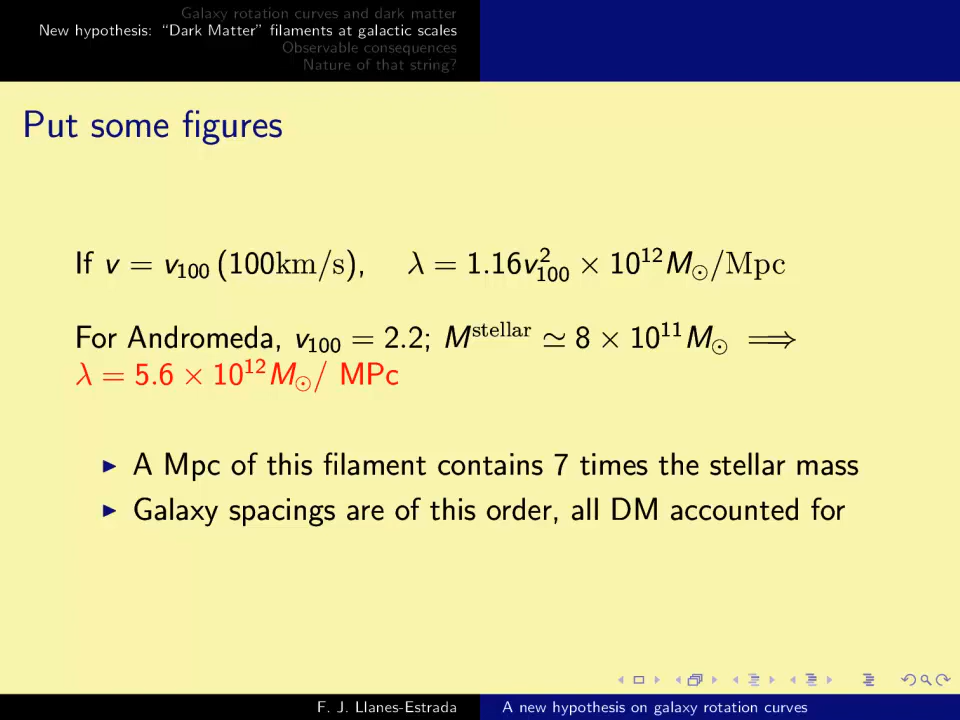 Galaxy rotation curves and dark matter
New hypothesis: “Dark Matter” filaments at galactic scales
Observable consequences
Nature of that string?
Put some figures
If v = v₁₀₀ (100km/s), λ = 1.16v²₁₀₀ × 10¹²M⊙/Mpc
For Andromeda, v₁₀₀ = 2.2; Mˢᵗᵉˡˡᵃʳ ≃ 8 × 10¹¹M⊙ ⟹
λ = 5.6 × 10¹²M⊙/ MPc
▶ A Mpc of this filament contains 7 times the stellar mass
▶ Galaxy spacings are of this order, all DM accounted for
F. J. Llanes-Estrada A new hypothesis on galaxy rotation curves